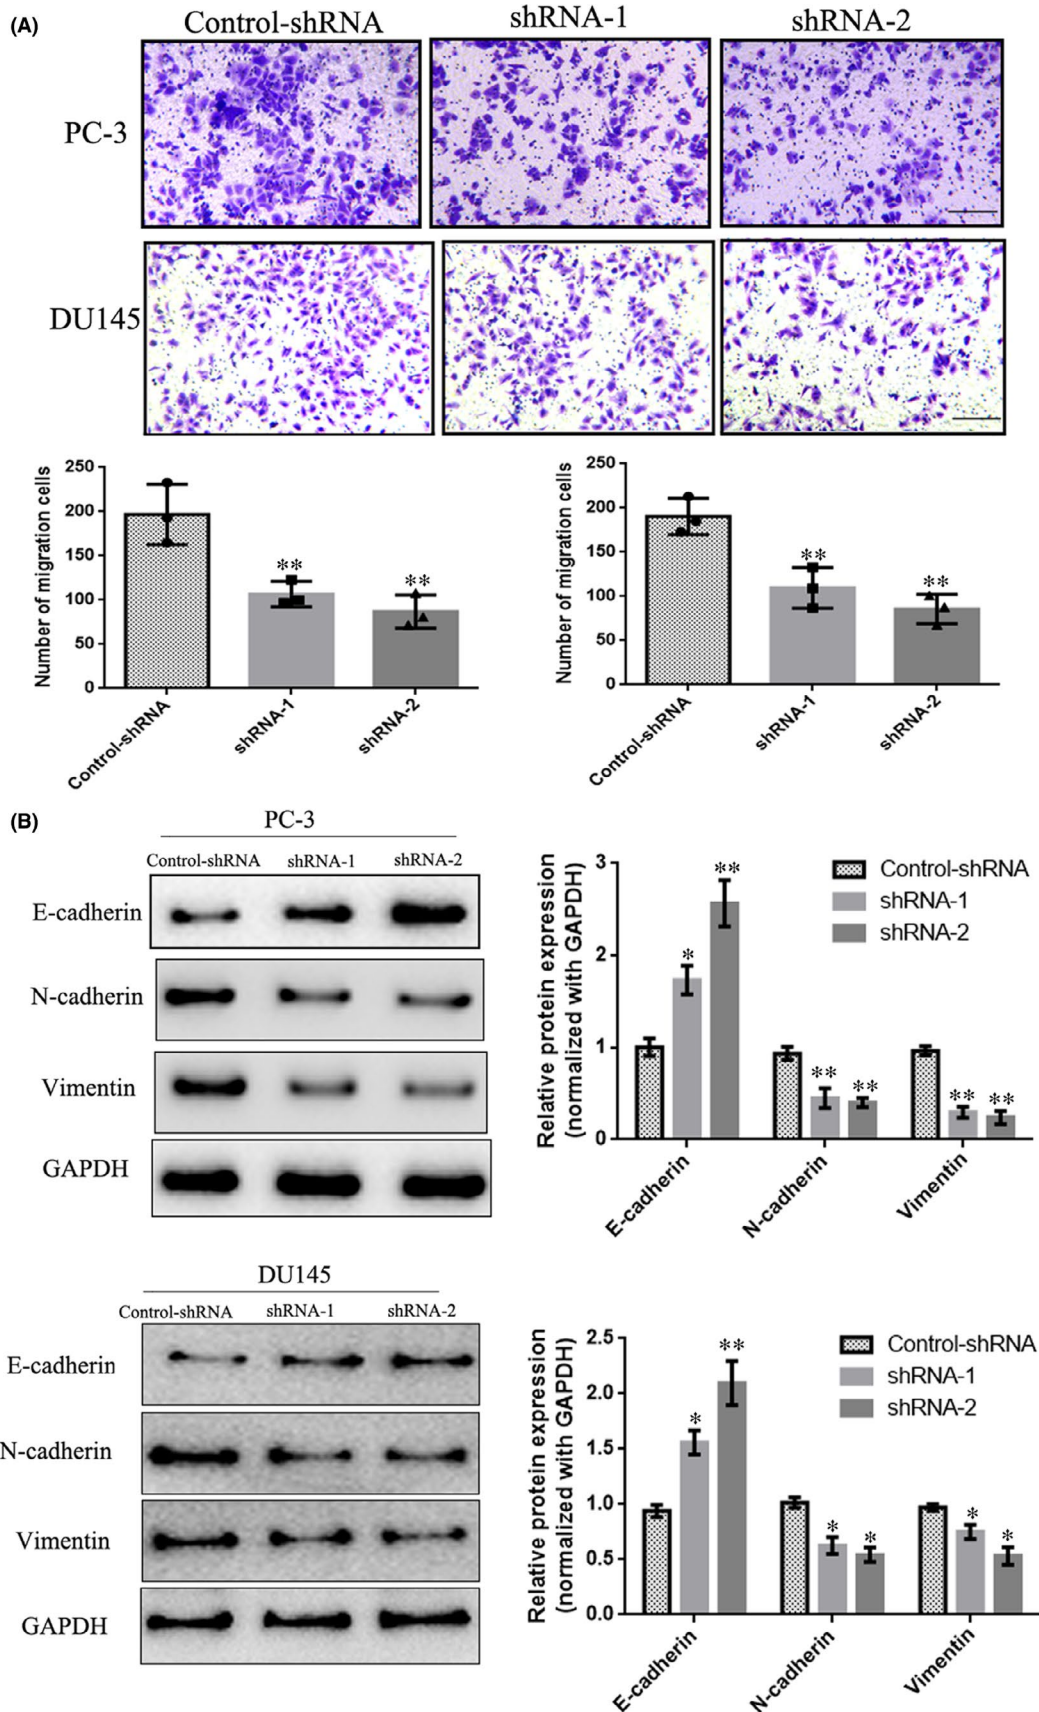 (A)
Control-shRNA shRNA-1 shRNA-2
PC-3
DU145
Number of migration cells
250
200
150
100
50
0
**
**
Control-shRNA
shRNA-1
shRNA-2
Number of migration cells
250
200
150
100
50
0
**
**
Control-shRNA
shRNA-1
shRNA-2
(B)
PC-3
Control-shRNA shRNA-1 shRNA-2
E-cadherin
N-cadherin
Vimentin
GAPDH
Relative protein expression
(normalized with GAPDH)
3
2
1
0
*
**
**
**
**
**
Control-shRNA
shRNA-1
shRNA-2
E-cadherin
N-cadherin
Vimentin
DU145
Control-shRNA shRNA-1 shRNA-2
E-cadherin
N-cadherin
Vimentin
GAPDH
Relative protein expression
(normalized with GAPDH)
2.5
2.0
1.5
1.0
0.5
0.0
*
**
*
*
*
*
Control-shRNA
shRNA-1
shRNA-2
E-cadherin
N-cadherin
Vimentin